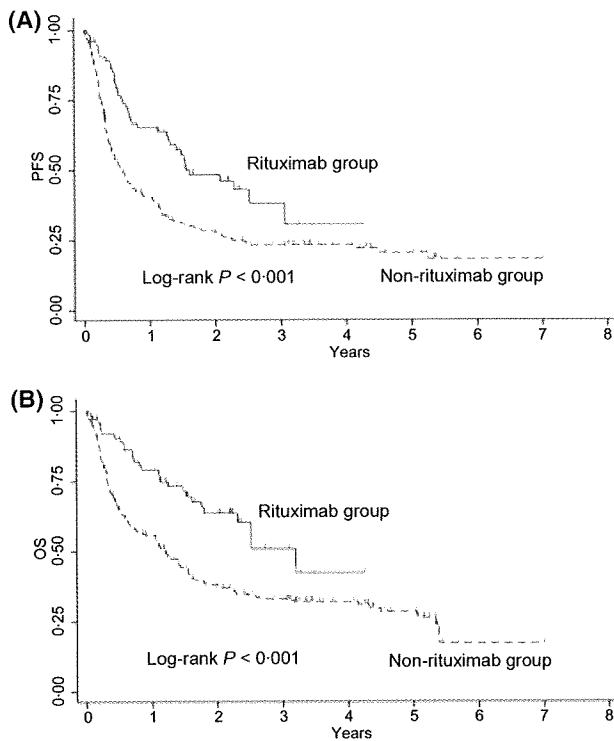 (A)
1·00
0·75
0·50
0·25
0·00
PFS
Rituximab group
Log-rank P < 0·001
Non-rituximab group
0 1 2 3 4 5 6 7 8
Years
(B)
1·00
0·75
0·50
0·25
0·00
OS
Rituximab group
Log-rank P < 0·001
Non-rituximab group
0 1 2 3 4 5 6 7 8
Years